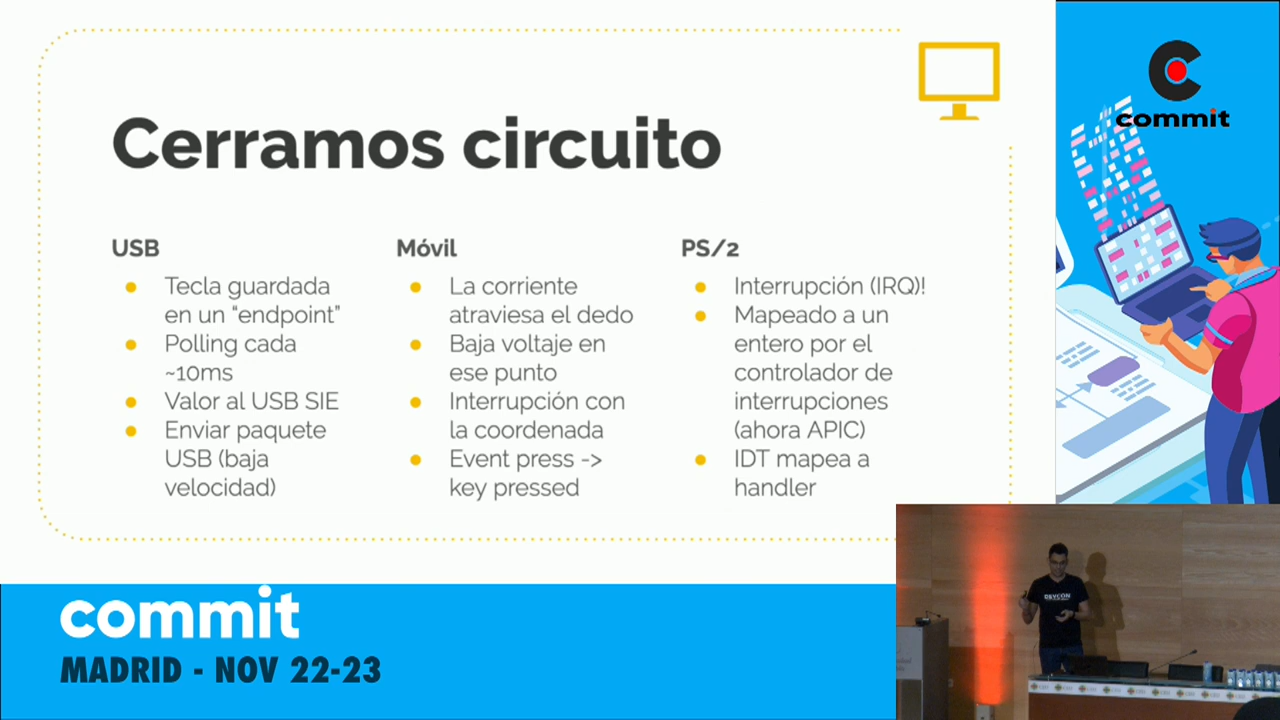 Cerramos circuito
USB
Tecla guardada
en un “endpoint”
Polling cada
~10ms
Valor al USB SIE
Enviar paquete
USB (baja
velocidad)
Móvil
La corriente
atraviesa el dedo
Baja voltaje en
ese punto
Interrupción con
la coordenada
Event press ->
key pressed
PS/2
Interrupción (IRQ)!
Mapeado a un
entero por el
controlador de
interrupciones
(ahora APIC)
IDT mapea a
handler
commit
commit
MADRID - NOV 22-23
DEVCON